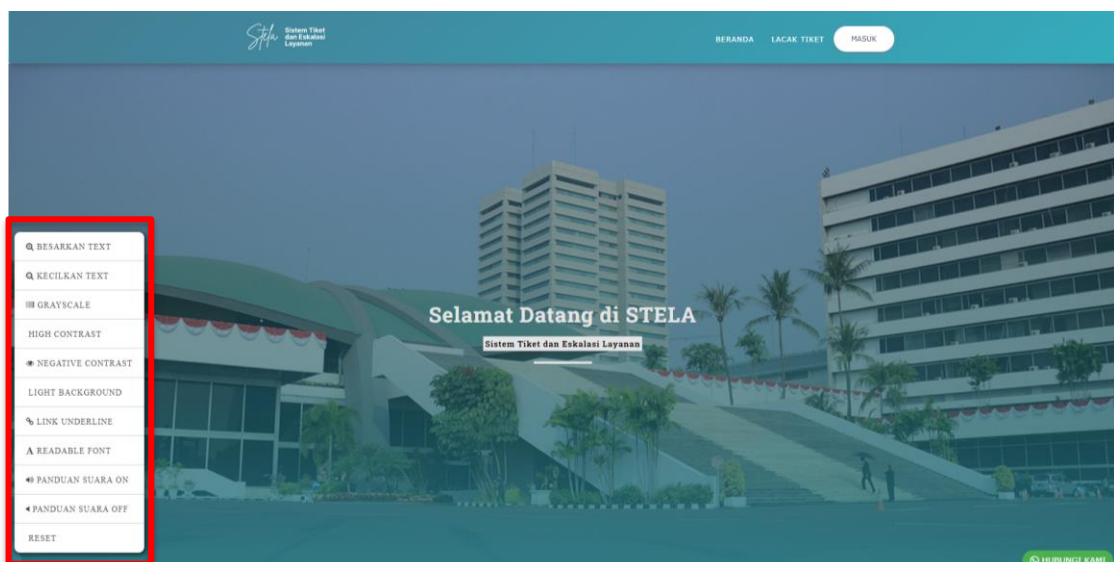 Stela
Sistem Tiket
dan Eskalasi
Layanan
BERANDA LACAK TIKET MASUK
BESARKAN TEXT
KECILKAN TEXT
GRAYSCALE
HIGH CONTRAST
NEGATIVE CONTRAST
LIGHT BACKGROUND
LINK UNDERLINE
READABLE FONT
PANDUAN SUARA ON
PANDUAN SUARA OFF
RESET
Selamat Datang di STELA
Sistem Tiket dan Eskalasi Layanan
HUBUNGI KAMI